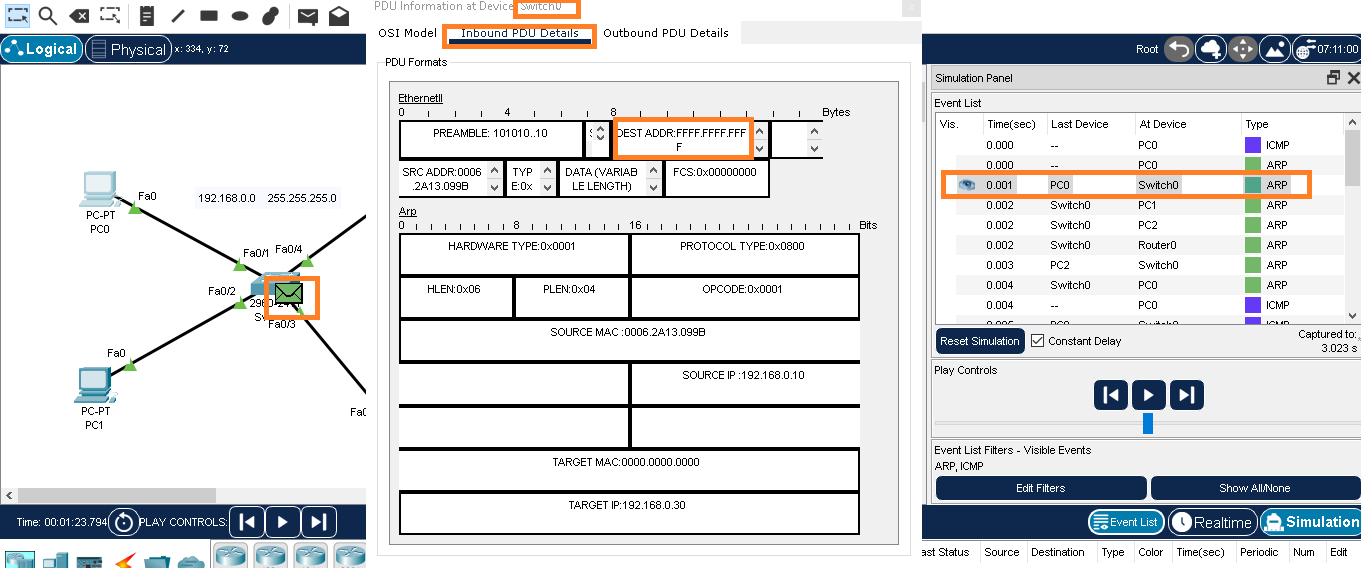 Logical
Physical
x: 334, y: 72
Fa0
192.168.0.0 255.255.255.0
PC-PT
PC0
Fa0/1
Fa0/4
Fa0/2
Fa0/3
Fa0
PC-PT
PC1
Time: 00:01:23.794
PLAY CONTROLS:
PDU Information at Device: Switch0
OSI Model
Inbound PDU Details
Outbound PDU Details
PDU Formats
EthernetII
0 4 8 Bytes
PREAMBLE: 101010..10
DEST ADDR:FFFF.FFFF.FFF
F
SRC ADDR:0006
.2A13.099B
TYP
E:0x
DATA (VARIAB
LE LENGTH)
FCS:0x00000000
Arp
0 8 16 Bits
HARDWARE TYPE:0x0001
PROTOCOL TYPE:0x0800
HLEN:0x06
PLEN:0x04
OPCODE:0x0001
SOURCE MAC :0006.2A13.099B
SOURCE IP :192.168.0.10
TARGET MAC:0000.0000.0000
TARGET IP:192.168.0.30
Root
07:11:00
Simulation Panel
Event List
Vis. Time(sec) Last Device At Device Type
0.000 -- PC0 ICMP
0.000 -- PC0 ARP
0.001 PC0 Switch0 ARP
0.002 Switch0 PC1 ARP
0.002 Switch0 PC2 ARP
0.002 Switch0 Router0 ARP
0.003 PC2 Switch0 ARP
0.004 Switch0 PC0 ARP
0.004 -- PC0 ICMP
0.005 PC0 Switch0 ICMP
Reset Simulation
Constant Delay
Captured to:
3.023 s
Play Controls
Event List Filters - Visible Events
ARP, ICMP
Edit Filters
Show All/None
Event List
Realtime
Simulation
ast Status Source Destination Type Color Time(sec) Periodic Num Edit